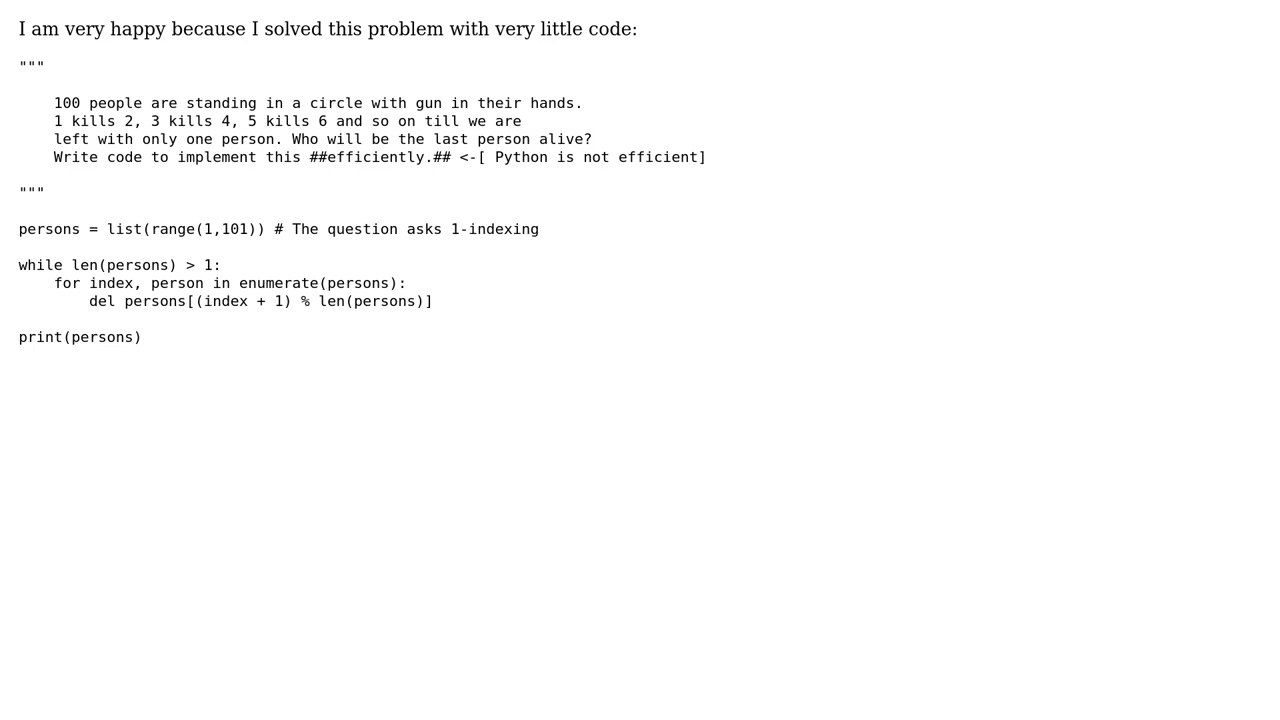 I am very happy because I solved this problem with very little code:
"""
100 people are standing in a circle with gun in their hands.
1 kills 2, 3 kills 4, 5 kills 6 and so on till we are
left with only one person. Who will be the last person alive?
Write code to implement this ##efficiently.## <-[ Python is not efficient]
"""
persons = list(range(1,101)) # The question asks 1-indexing
while len(persons) > 1:
    for index, person in enumerate(persons):
        del persons[(index + 1) % len(persons)]
print(persons)